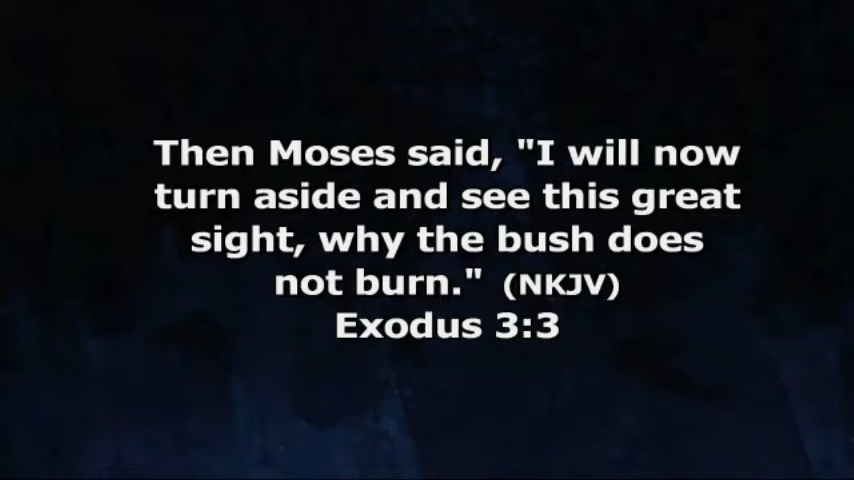 Then Moses said, "I will now
turn aside and see this great
sight, why the bush does
not burn." (NKJV)
Exodus 3:3